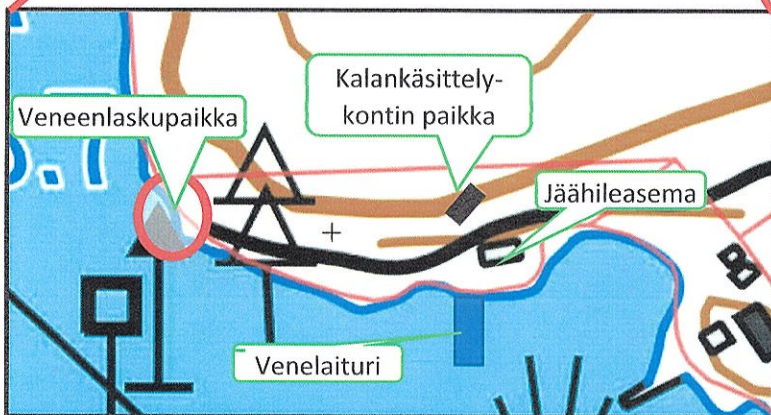 Veneenlaskupaikka
Kalankäsittely-
kontin paikka
Jäähileasema
Venelaituri